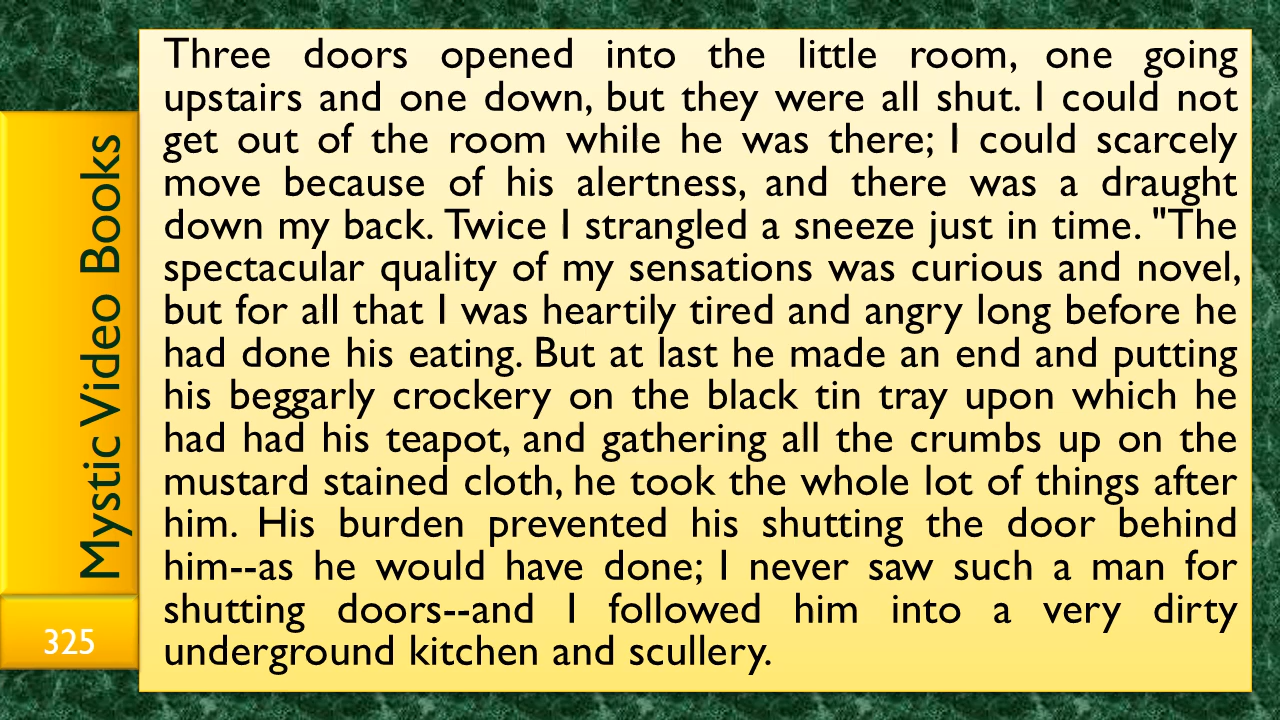 Three doors opened into the little room, one going
upstairs and one down, but they were all shut. I could not
get out of the room while he was there; I could scarcely
move because of his alertness, and there was a draught
down my back. Twice I strangled a sneeze just in time. "The
spectacular quality of my sensations was curious and novel,
but for all that I was heartily tired and angry long before he
had done his eating. But at last he made an end and putting
his beggarly crockery on the black tin tray upon which he
had had his teapot, and gathering all the crumbs up on the
mustard stained cloth, he took the whole lot of things after
him. His burden prevented his shutting the door behind
him--as he would have done; I never saw such a man for
shutting doors--and I followed him into a very dirty
underground kitchen and scullery.
Mystic Video Books
325